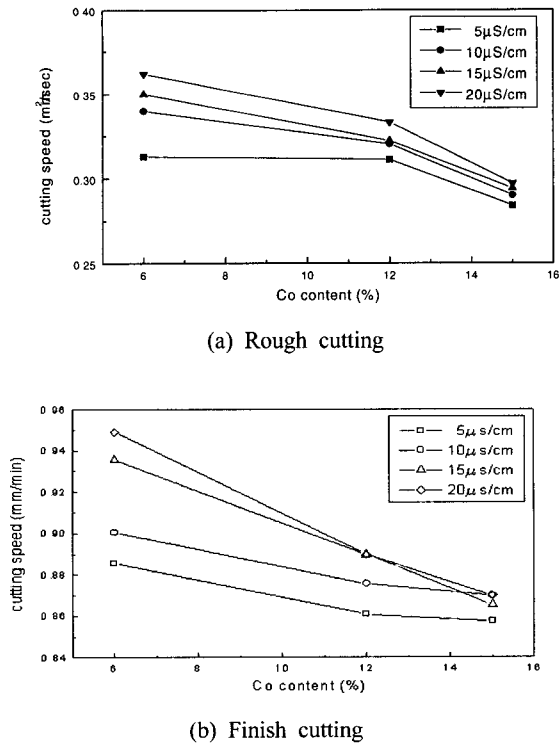 0.40
0.35
0.30
0.25
cutting speed (m²/sec)
5μS/cm
10μS/cm
15μS/cm
20μS/cm
6 8 10 12 14 16
Co content (%)
(a) Rough cutting
0.96
0.94
0.92
0.90
0.88
0.86
0.84
cutting speed (mm/min)
5μs/cm
10μs/cm
15μs/cm
20μs/cm
6 8 10 12 14 16
Co content (%)
(b) Finish cutting